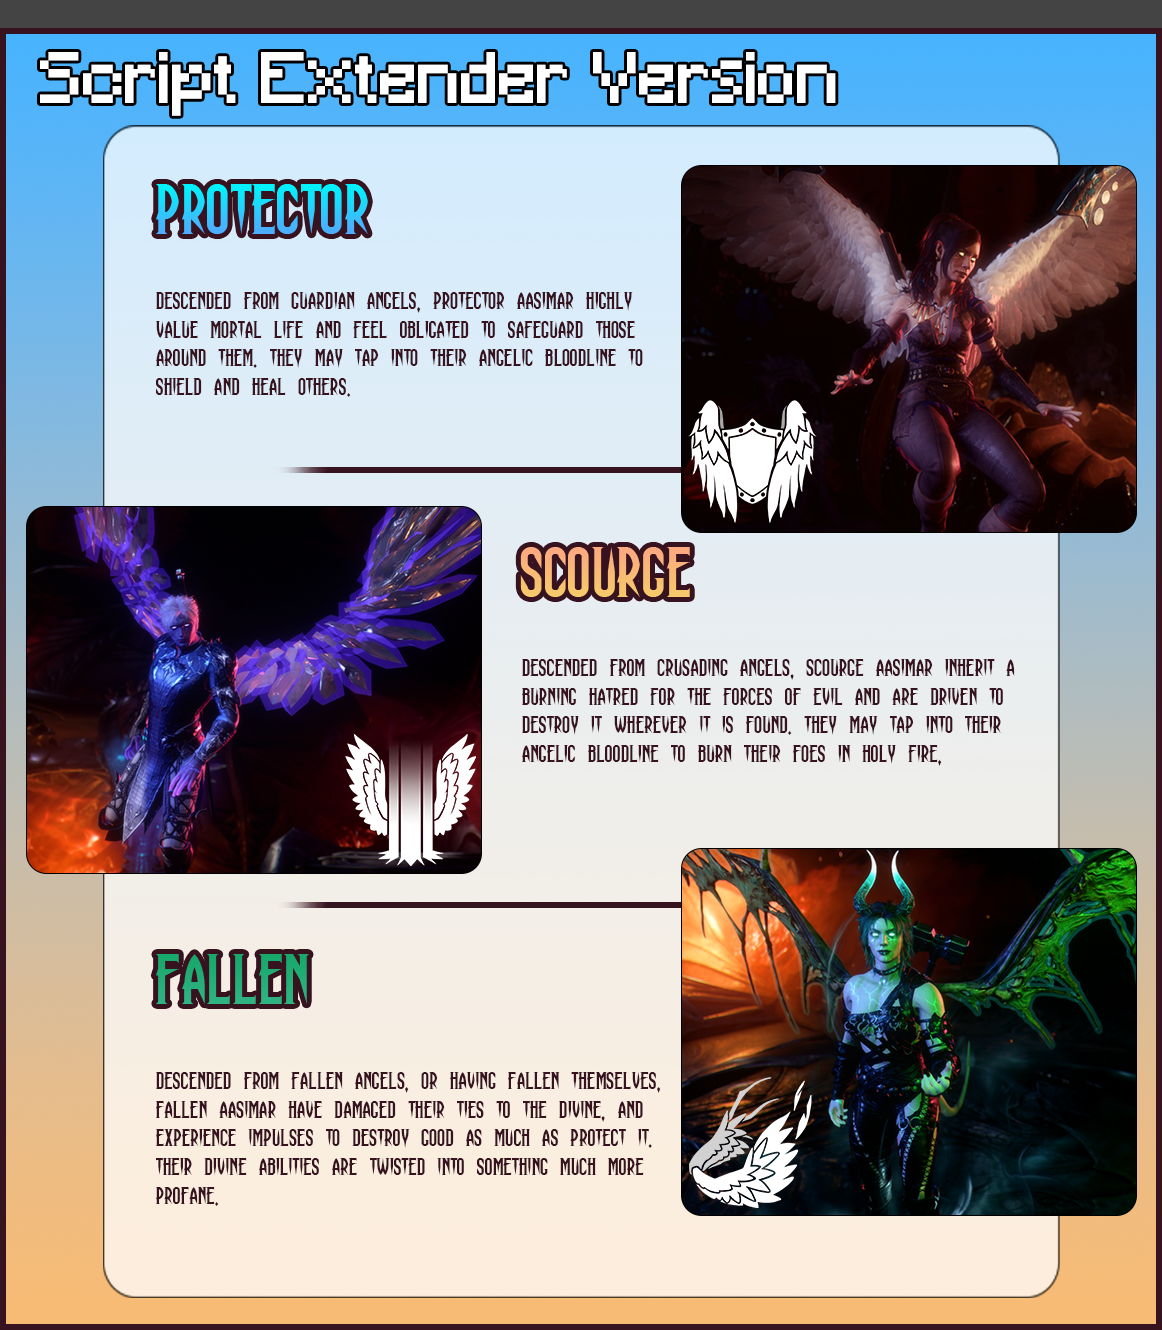 Script Extender Version
PROTECTOR
DESCENDED FROM GUARDIAN ANGELS, PROTECTOR AASIMAR HIGHLY
VALUE MORTAL LIFE AND FEEL OBLIGATED TO SAFEGUARD THOSE
AROUND THEM. THEY MAY TAP INTO THEIR ANGELIC BLOODLINE TO
SHIELD AND HEAL OTHERS.
SCOURGE
DESCENDED FROM CRUSADING ANGELS, SCOURGE AASIMAR INHERIT A
BURNING HATRED FOR THE FORCES OF EVIL AND ARE DRIVEN TO
DESTROY IT WHEREVER IT IS FOUND. THEY MAY TAP INTO THEIR
ANGELIC BLOODLINE TO BURN THEIR FOES IN HOLY FIRE.
FALLEN
DESCENDED FROM FALLEN ANGELS, OR HAVING FALLEN THEMSELVES,
FALLEN AASIMAR HAVE DAMAGED THEIR TIES TO THE DIVINE, AND
EXPERIENCE IMPULSES TO DESTROY GOOD AS MUCH AS PROTECT IT.
THEIR DIVINE ABILITIES ARE TWISTED INTO SOMETHING MUCH MORE
PROFANE.